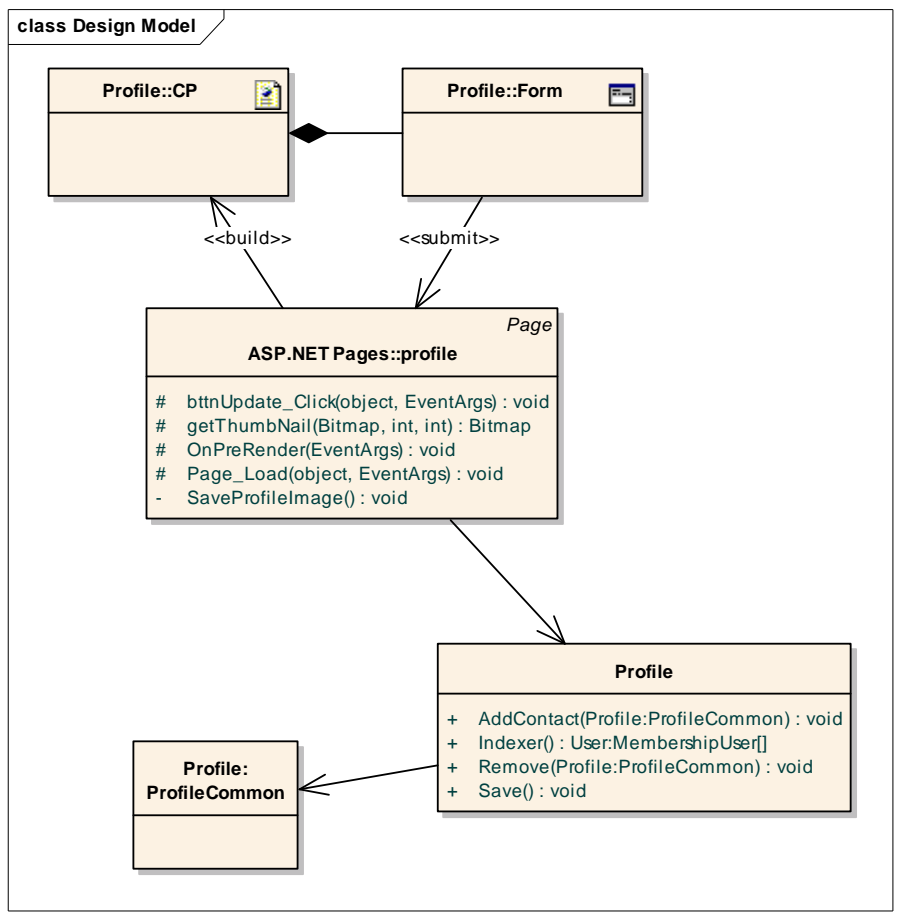 class Design Model
Profile::CP
Profile::Form
<<build>>
<<submit>>
Page
ASP.NET Pages::profile
# bttnUpdate_Click(object, EventArgs) : void
# getThumbNail(Bitmap, int, int) : Bitmap
# OnPreRender(EventArgs) : void
# Page_Load(object, EventArgs) : void
- SaveProfileImage() : void
Profile
+ AddContact(Profile:ProfileCommon) : void
+ Indexer() : User:MembershipUser[]
+ Remove(Profile:ProfileCommon) : void
+ Save() : void
Profile:
ProfileCommon